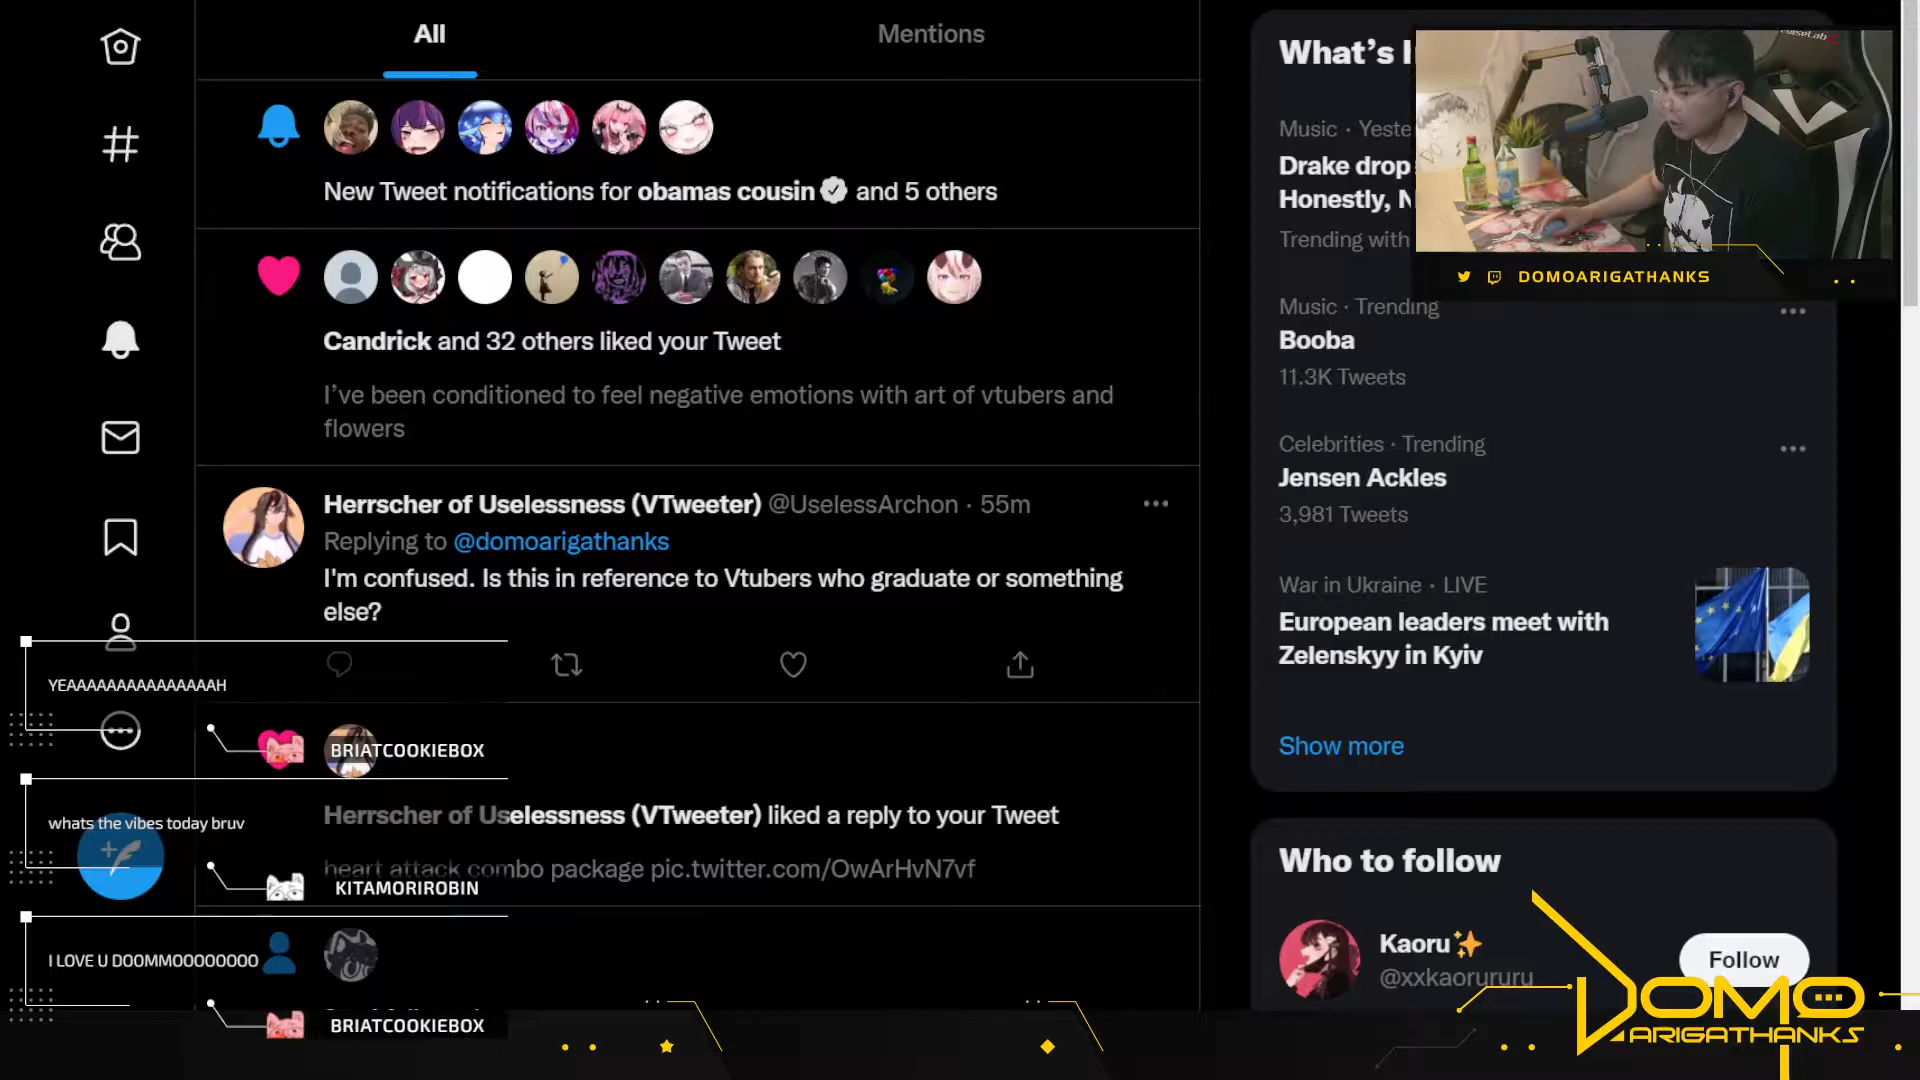 All
Mentions
New Tweet notifications for obamas cousin and 5 others
Candrick and 32 others liked your Tweet
I've been conditioned to feel negative emotions with art of vtubers and
flowers
Herrscher of Uselessness (VTweeter) @UselessArchon · 55m
Replying to @domoarigathanks
I'm confused. Is this in reference to Vtubers who graduate or something
else?
Herrscher of Uselessness (VTweeter) liked a reply to your Tweet
heart attack combo package pic.twitter.com/OwArHvN7vf
YEAAAAAAAAAAAAAAAH
BRIATCOOKIEBOX
whats the vibes today bruv
KITAMORIROBIN
I LOVE U DOOMMOOOOOOOO
BRIATCOOKIEBOX
What's
Music ·
Drake
Honestly,
Trending with
DOMOARIGATHANKS
Music · Trending
Booba
11.3K Tweets
Celebrities · Trending
Jensen Ackles
3,981 Tweets
War in Ukraine · LIVE
European leaders meet with
Zelenskyy in Kyiv
Show more
Who to follow
Kaoru
@xxkaorururu
Follow
DOMO
ARIGATHANKS